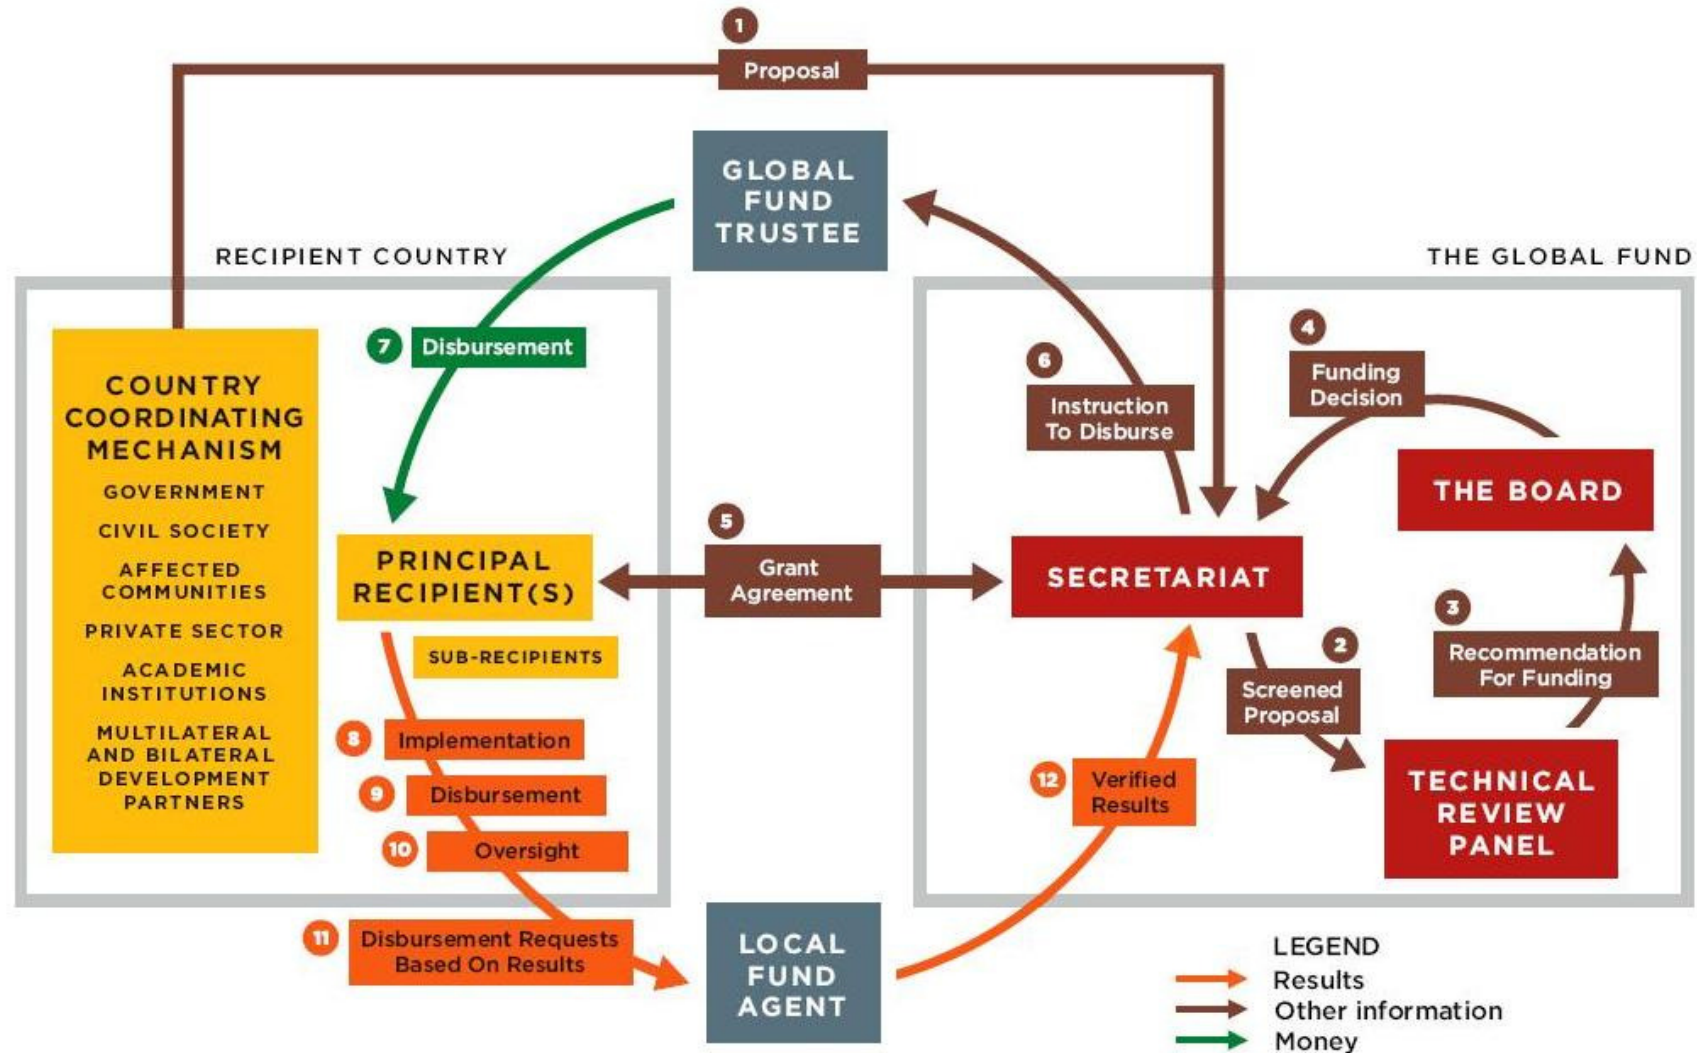 1
Proposal
GLOBAL
FUND
TRUSTEE
RECIPIENT COUNTRY
THE GLOBAL FUND
COUNTRY
COORDINATING
MECHANISM
GOVERNMENT
CIVIL SOCIETY
AFFECTED
COMMUNITIES
PRIVATE SECTOR
ACADEMIC
INSTITUTIONS
MULTILATERAL
AND BILATERAL
DEVELOPMENT
PARTNERS
7 Disbursement
PRINCIPAL
RECIPIENT(S)
SUB-RECIPIENTS
8 Implementation
9 Disbursement
10 Oversight
11 Disbursement Requests
Based On Results
5
Grant
Agreement
LOCAL
FUND
AGENT
6
Instruction
To Disburse
4
Funding
Decision
THE BOARD
SECRETARIAT
3
Recommendation
For Funding
2
Screened
Proposal
TECHNICAL
REVIEW
PANEL
12 Verified
Results
LEGEND
Results
Other information
Money